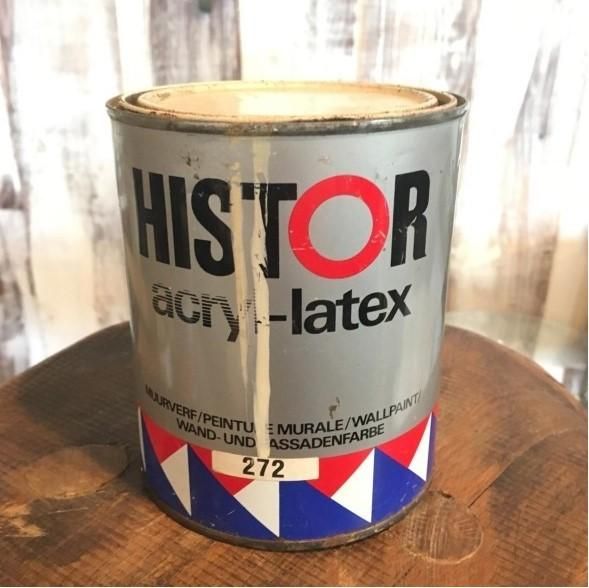 HISTOR
acryl-latex
MUURVERF/PEINTURE MURALE/WALLPAINT/
WAND-UND FASSADENFARBE
272